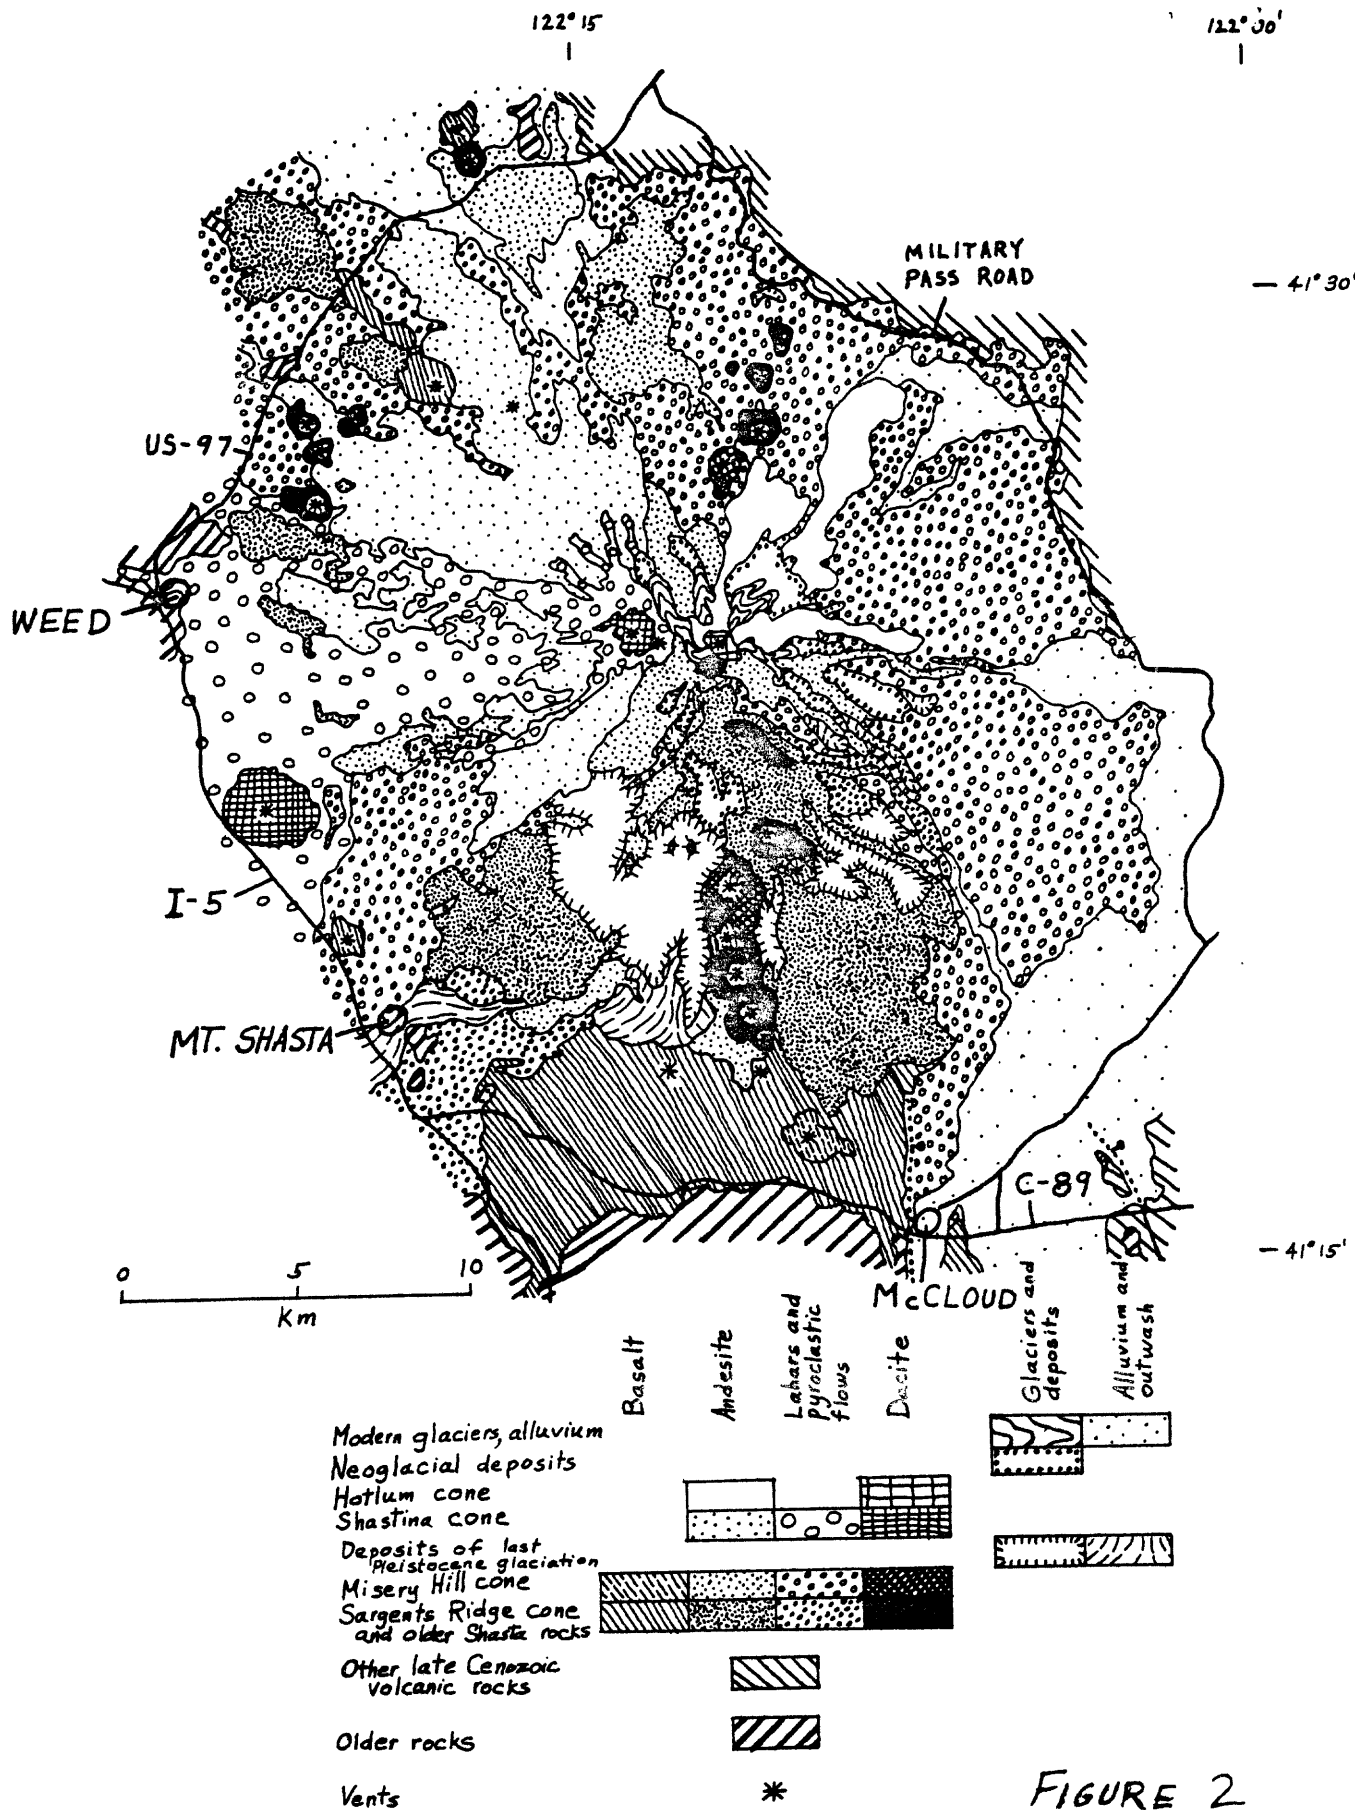 122° 15
122° 00'
MILITARY
PASS ROAD
— 41° 30'
US-97
WEED
I-5
MT. SHASTA
C-89
— 41° 15'
McCLOUD
0 5 10
Km
Basalt
Andesite
Lahars and
pyroclastic
flows
Dacite
Glaciers and
deposits
Alluvium and
outwash
Modern glaciers, alluvium
Neoglacial deposits
Hotlum cone
Shastina cone
Deposits of last
Pleistocene glaciation
Misery Hill cone
Sargents Ridge cone
and older Shasta rocks
Other late Cenozoic
volcanic rocks
Older rocks
Vents
FIGURE 2